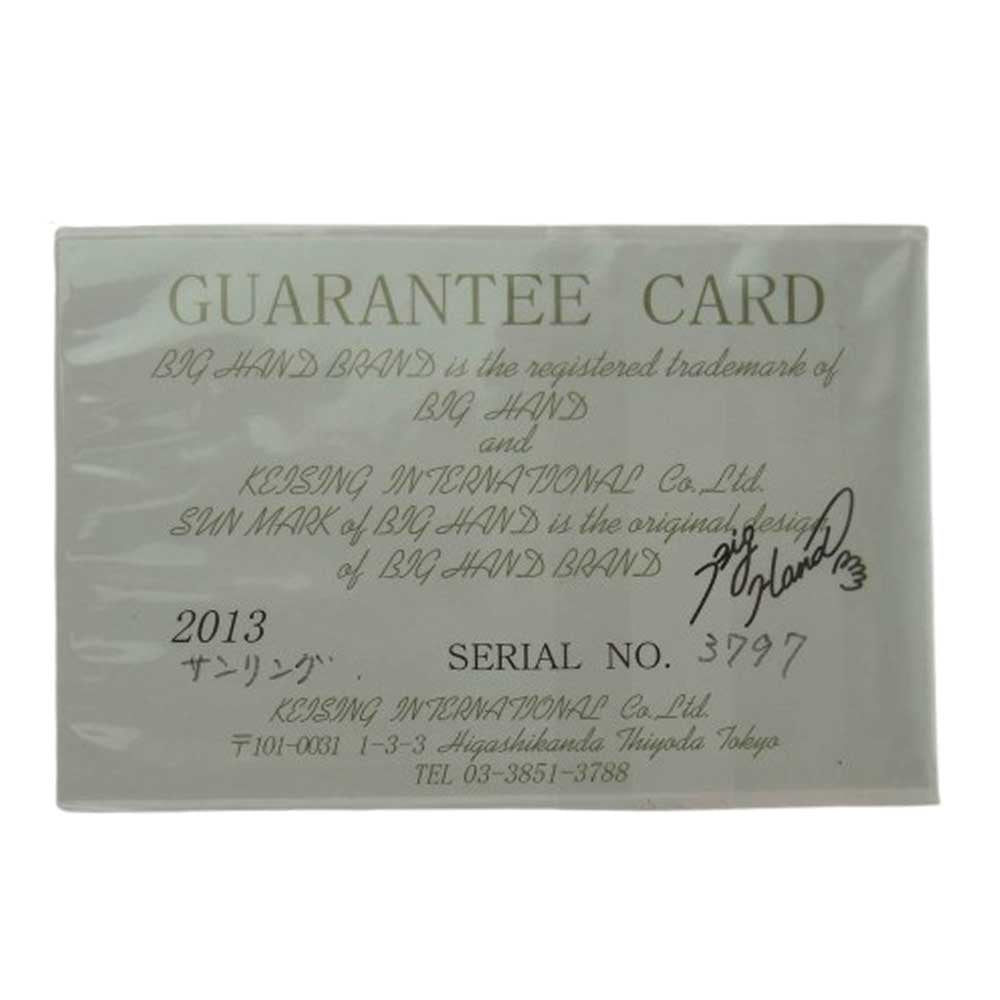 GUARANTEE CARD
BIG HAND BRAND is the registered trademark of
BIG HAND
and
KEISING INTERNATIONAL Co.,Ltd.
SUN MARK of BIG HAND is the original design
of BIG HAND BRAND
Big Hand
2013
サンリング
SERIAL NO. 3797
KEISING INTERNATIONAL Co.,Ltd.
〒101-0031 1-3-3 Higashikanda Thiyoda Tokyo
TEL 03-3851-3788